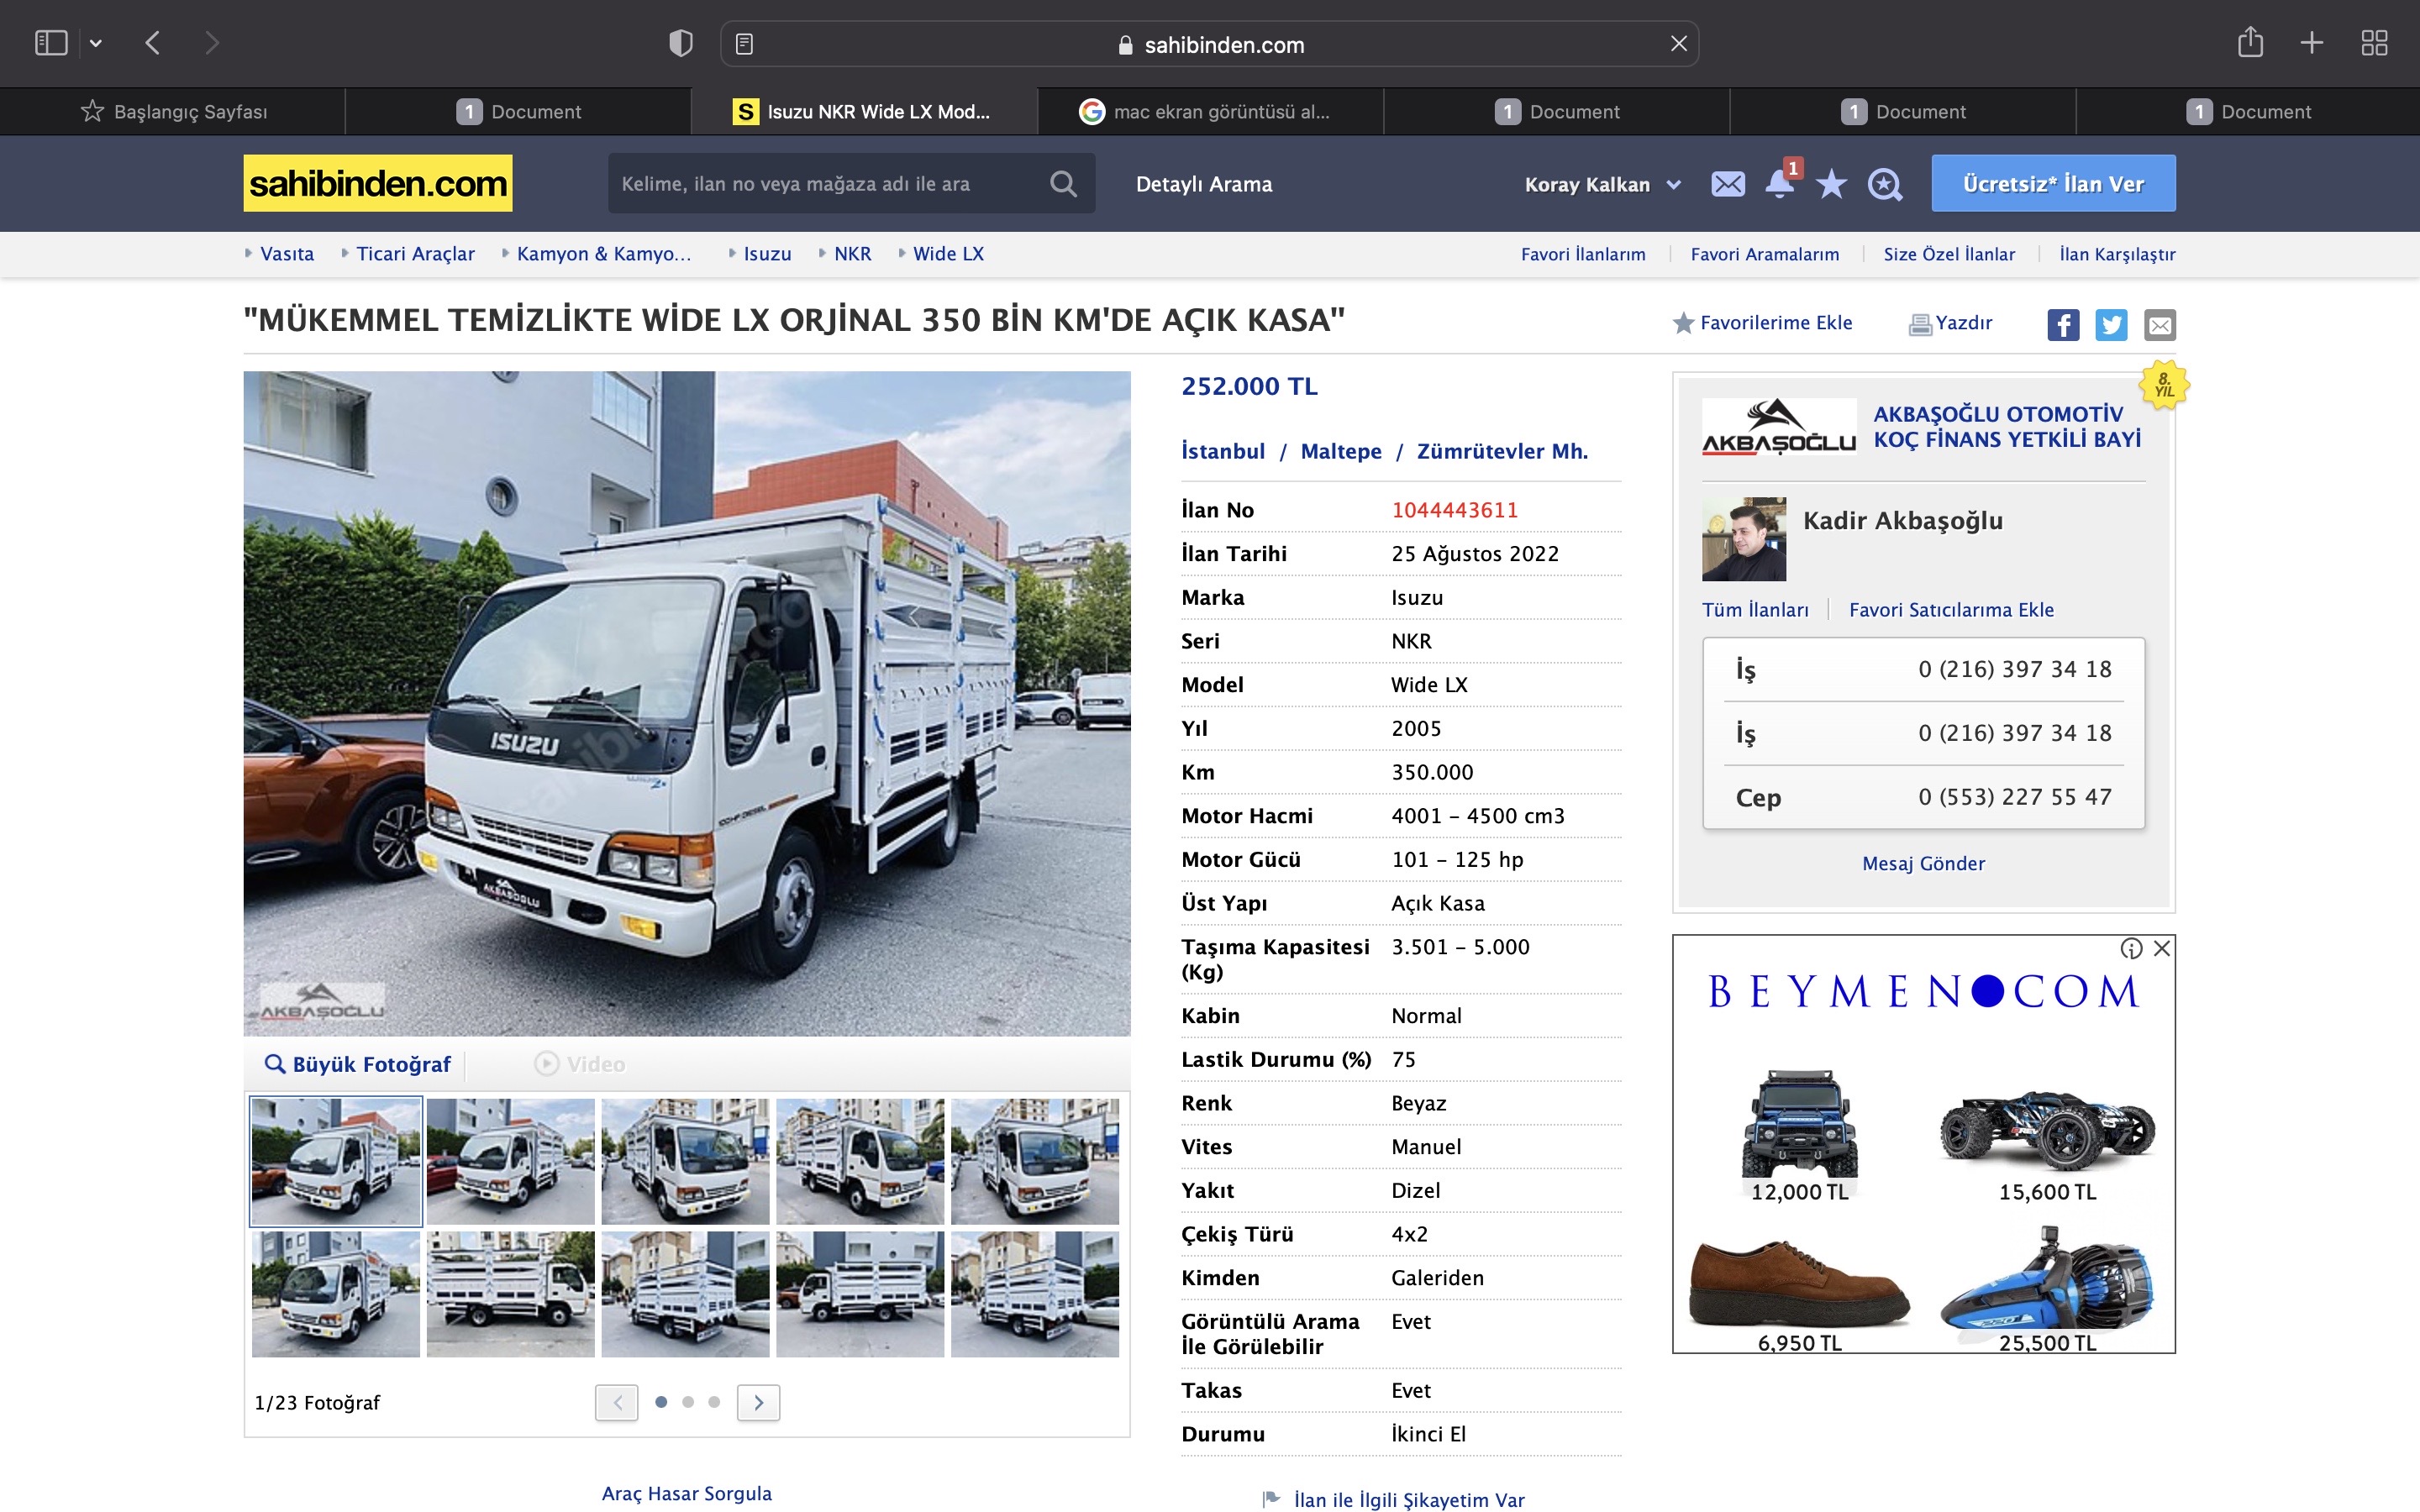 sahibinden.com
Başlangıç Sayfası
1 Document
S Isuzu NKR Wide LX Mod...
G mac ekran görüntüsü al...
1 Document
1 Document
1 Document
sahibinden.com
Kelime, ilan no veya mağaza adı ile ara
Detaylı Arama
Koray Kalkan
1
Ücretsiz* İlan Ver
Vasıta
Ticari Araçlar
Kamyon & Kamyo...
Isuzu
NKR
Wide LX
Favori İlanlarım
Favori Aramalarım
Size Özel İlanlar
İlan Karşılaştır
"MÜKEMMEL TEMİZLİKTE WİDE LX ORJİNAL 350 BİN KM'DE AÇIK KASA"
Favorilerime Ekle
Yazdır
ISUZU
100HP DIESEL
AKBAŞOĞLU
AKBAŞOĞLU
Büyük Fotoğraf
Video
1/23 Fotoğraf
Araç Hasar Sorgula
252.000 TL
İstanbul / Maltepe / Zümrütevler Mh.
İlan No 1044443611
İlan Tarihi 25 Ağustos 2022
Marka Isuzu
Seri NKR
Model Wide LX
Yıl 2005
Km 350.000
Motor Hacmi 4001 - 4500 cm3
Motor Gücü 101 - 125 hp
Üst Yapı Açık Kasa
Taşıma Kapasitesi 3.501 - 5.000
(Kg)
Kabin Normal
Lastik Durumu (%) 75
Renk Beyaz
Vites Manuel
Yakıt Dizel
Çekiş Türü 4x2
Kimden Galeriden
Görüntülü Arama Evet
İle Görülebilir
Takas Evet
Durumu İkinci El
İlan ile İlgili Şikayetim Var
8.
YIL
AKBAŞOĞLU
AKBAŞOĞLU OTOMOTİV
KOÇ FİNANS YETKİLİ BAYİ
Kadir Akbaşoğlu
Tüm İlanları
Favori Satıcılarıma Ekle
İş 0 (216) 397 34 18
İş 0 (216) 397 34 18
Cep 0 (553) 227 55 47
Mesaj Gönder
BEYMEN●COM
12,000 TL
15,600 TL
6,950 TL
25,500 TL